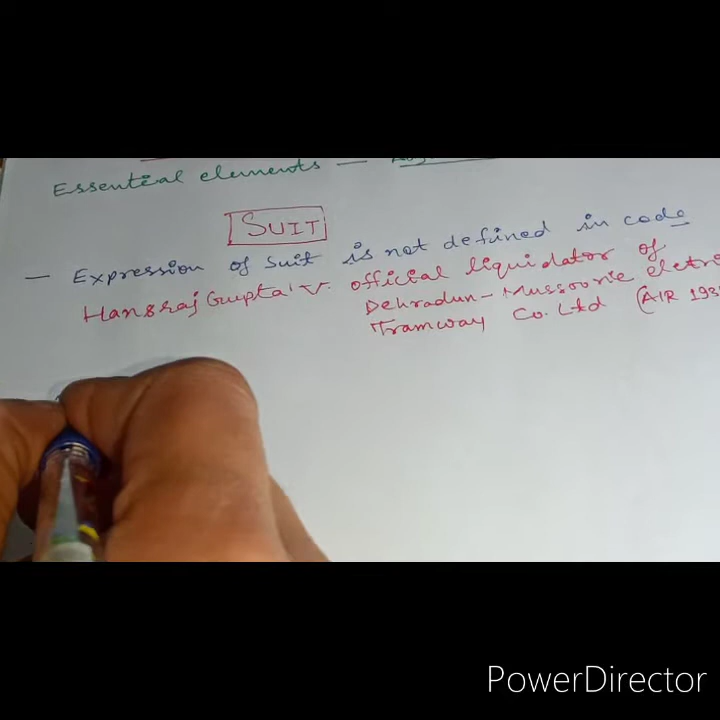 Essential elements —
SUIT
— Expression of suit is not defined in code
Hansraj Gupta v. official liquidator of
Dehradun-Mussoorie eletri
Tramway Co. Ltd (AIR 193
PowerDirector